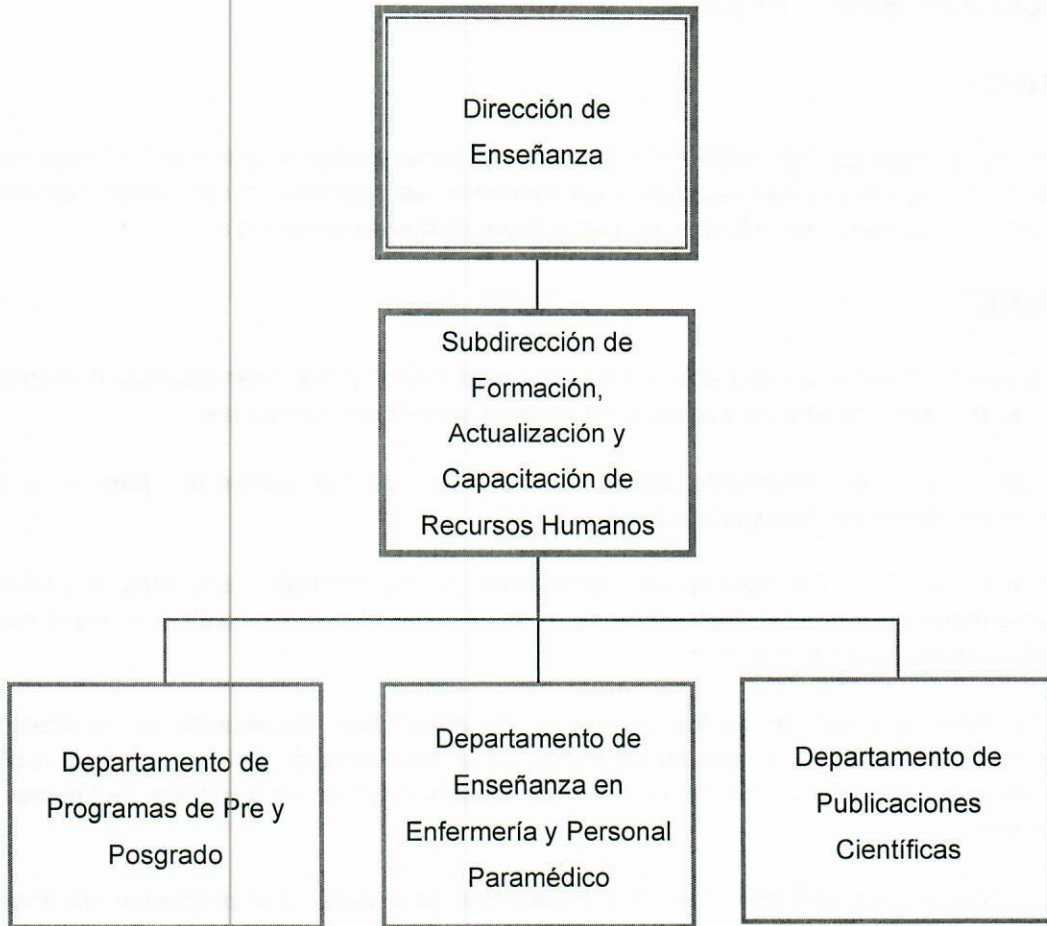 Dirección de
Enseñanza
Subdirección de
Formación,
Actualización y
Capacitación de
Recursos Humanos
Departamento de
Programas de Pre y
Posgrado
Departamento de
Enseñanza en
Enfermería y Personal
Paramédico
Departamento de
Publicaciones
Científicas